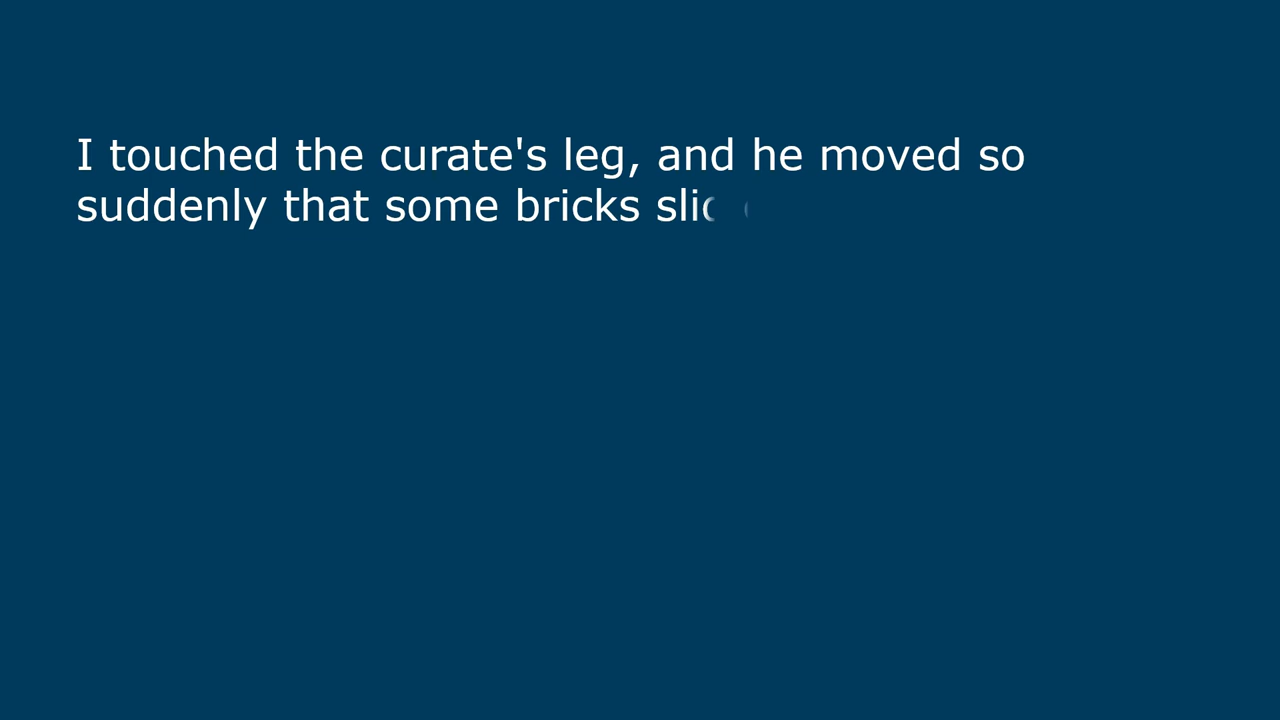 I touched the curate's leg, and he moved so
suddenly that some bricks